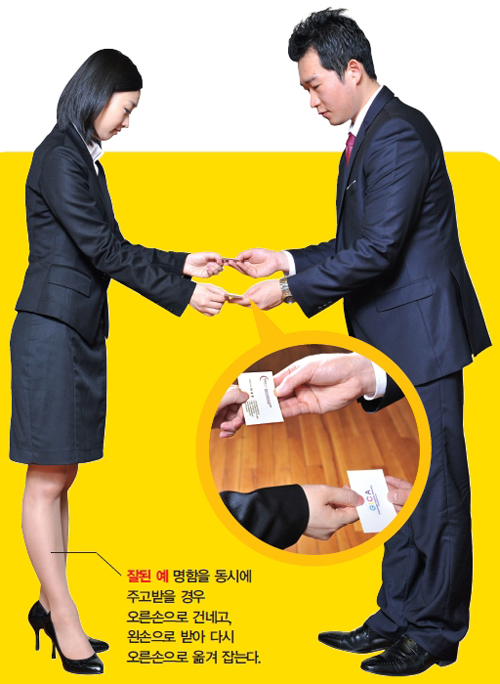 G CA
잘된 예 명함을 동시에
주고받을 경우
오른손으로 건네고,
왼손으로 받아 다시
오른손으로 옮겨 잡는다.